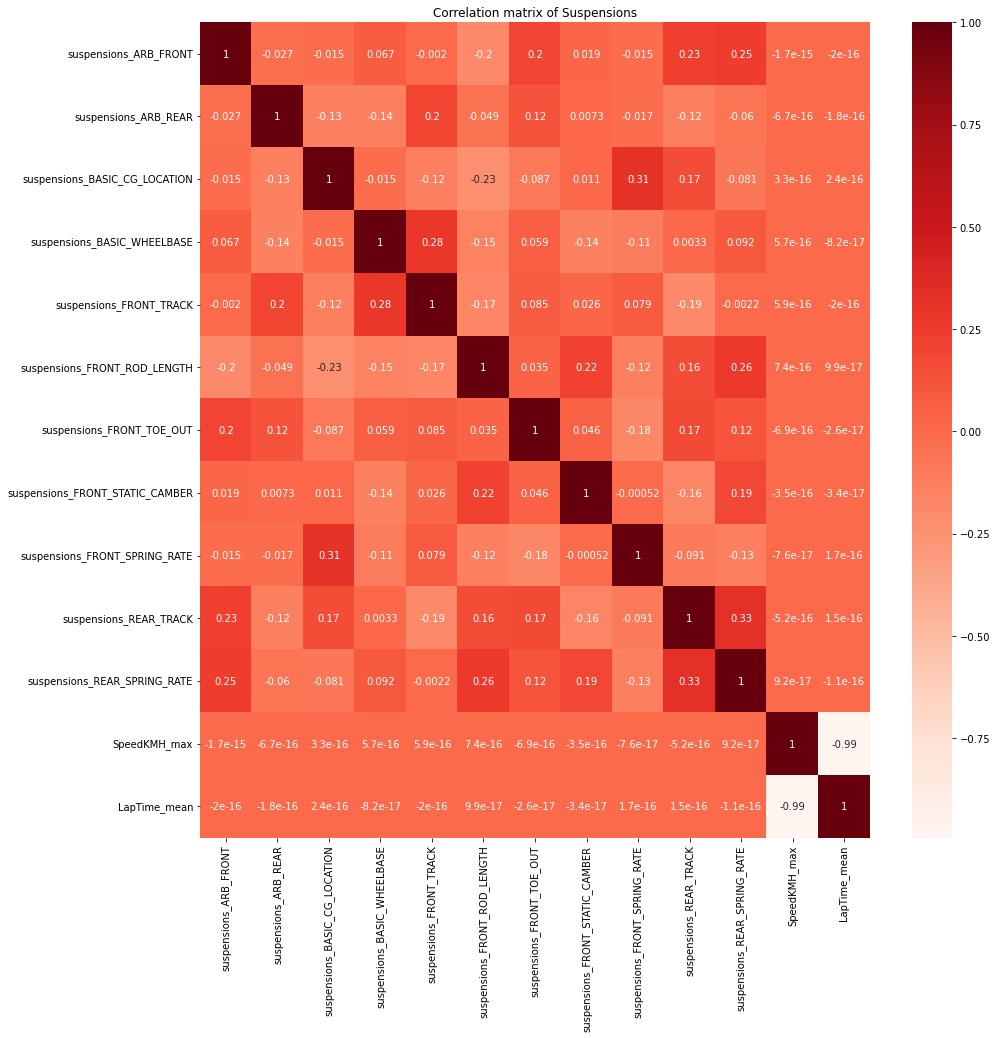 Correlation matrix of Suspensions
suspensions_ARB_FRONT 1 -0.027 -0.015 0.067 -0.002 -0.2 0.2 0.019 -0.015 0.23 0.25 -1.7e-15 -2e-16
suspensions_ARB_REAR -0.027 1 -0.13 -0.14 0.2 -0.049 0.12 0.0073 -0.017 -0.12 -0.06 -6.7e-16 -1.8e-16
suspensions_BASIC_CG_LOCATION -0.015 -0.13 1 -0.015 -0.12 -0.23 -0.087 0.011 0.31 0.17 -0.081 3.3e-16 2.4e-16
suspensions_BASIC_WHEELBASE 0.067 -0.14 -0.015 1 0.28 -0.15 0.059 -0.14 -0.11 0.0033 0.092 5.7e-16 -8.2e-17
suspensions_FRONT_TRACK -0.002 0.2 -0.12 0.28 1 -0.17 0.085 0.026 0.079 -0.19 -0.0022 5.9e-16 -2e-16
suspensions_FRONT_ROD_LENGTH -0.2 -0.049 -0.23 -0.15 -0.17 1 0.035 0.22 -0.12 0.16 0.26 7.4e-16 9.9e-17
suspensions_FRONT_TOE_OUT 0.2 0.12 -0.087 0.059 0.085 0.035 1 0.046 -0.18 0.17 0.12 -6.9e-16 -2.6e-17
suspensions_FRONT_STATIC_CAMBER 0.019 0.0073 0.011 -0.14 0.026 0.22 0.046 1 -0.00052 -0.16 0.19 -3.5e-16 -3.4e-17
suspensions_FRONT_SPRING_RATE -0.015 -0.017 0.31 -0.11 0.079 -0.12 -0.18 -0.00052 1 -0.091 -0.13 -7.6e-17 1.7e-16
suspensions_REAR_TRACK 0.23 -0.12 0.17 0.0033 -0.19 0.16 0.17 -0.16 -0.091 1 0.33 -5.2e-16 1.5e-16
suspensions_REAR_SPRING_RATE 0.25 -0.06 -0.081 0.092 -0.0022 0.26 0.12 0.19 -0.13 0.33 1 9.2e-17 -1.1e-16
SpeedKMH_max -1.7e-15 -6.7e-16 3.3e-16 5.7e-16 5.9e-16 7.4e-16 -6.9e-16 -3.5e-16 -7.6e-17 -5.2e-16 9.2e-17 1 -0.99
LapTime_mean -2e-16 -1.8e-16 2.4e-16 -8.2e-17 -2e-16 9.9e-17 -2.6e-17 -3.4e-17 1.7e-16 1.5e-16 -1.1e-16 -0.99 1
suspensions_ARB_FRONT
suspensions_ARB_REAR
suspensions_BASIC_CG_LOCATION
suspensions_BASIC_WHEELBASE
suspensions_FRONT_TRACK
suspensions_FRONT_ROD_LENGTH
suspensions_FRONT_TOE_OUT
suspensions_FRONT_STATIC_CAMBER
suspensions_FRONT_SPRING_RATE
suspensions_REAR_TRACK
suspensions_REAR_SPRING_RATE
SpeedKMH_max
LapTime_mean
1.00
0.75
0.50
0.25
0.00
−0.25
−0.50
−0.75